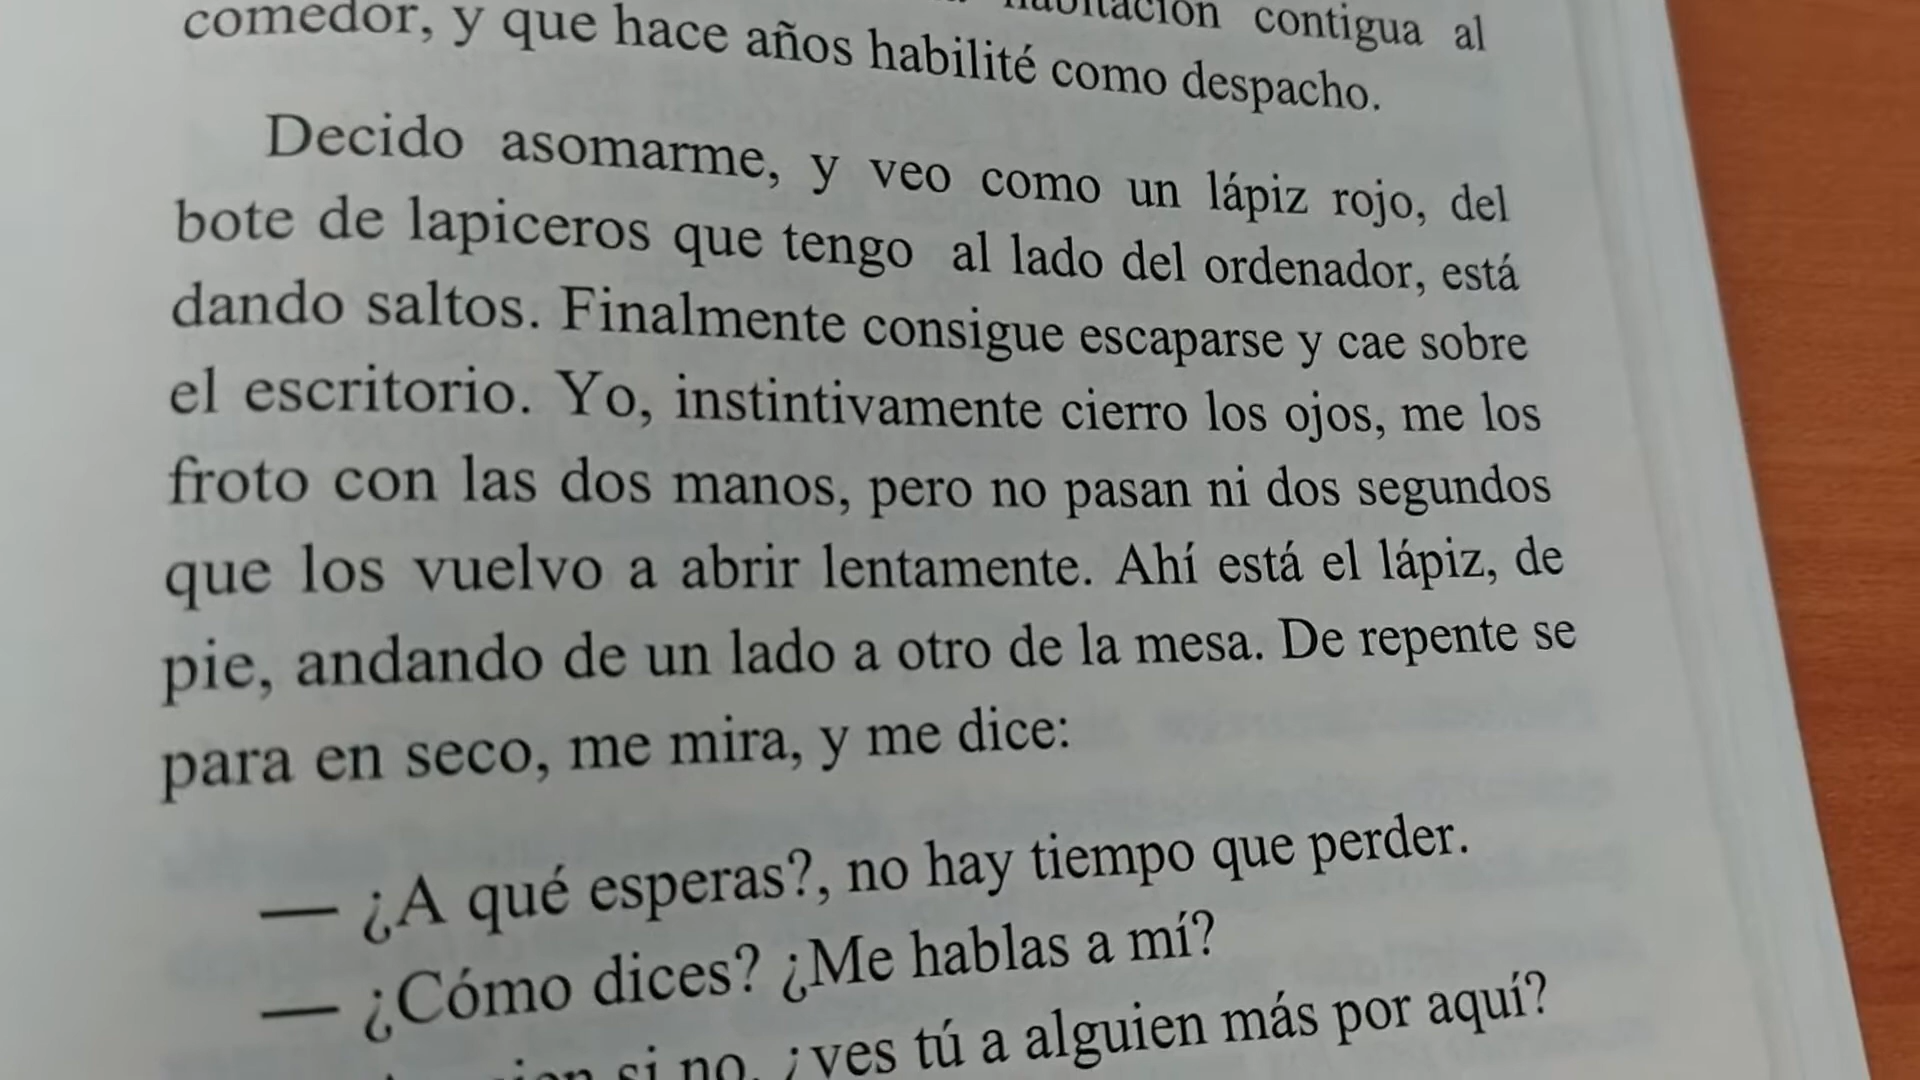 contigua al
comedor, y que hace años habilité como despacho.
Decido asomarme, y veo como un lápiz rojo, del
bote de lapiceros que tengo al lado del ordenador, está
dando saltos. Finalmente consigue escaparse y cae sobre
el escritorio. Yo, instintivamente cierro los ojos, me los
froto con las dos manos, pero no pasan ni dos segundos
que los vuelvo a abrir lentamente. Ahí está el lápiz, de
pie, andando de un lado a otro de la mesa. De repente se
para en seco, me mira, y me dice:
— ¿A qué esperas?, no hay tiempo que perder.
— ¿Cómo dices? ¿Me hablas a mí?
si no, ¿ves tú a alguien más por aquí?